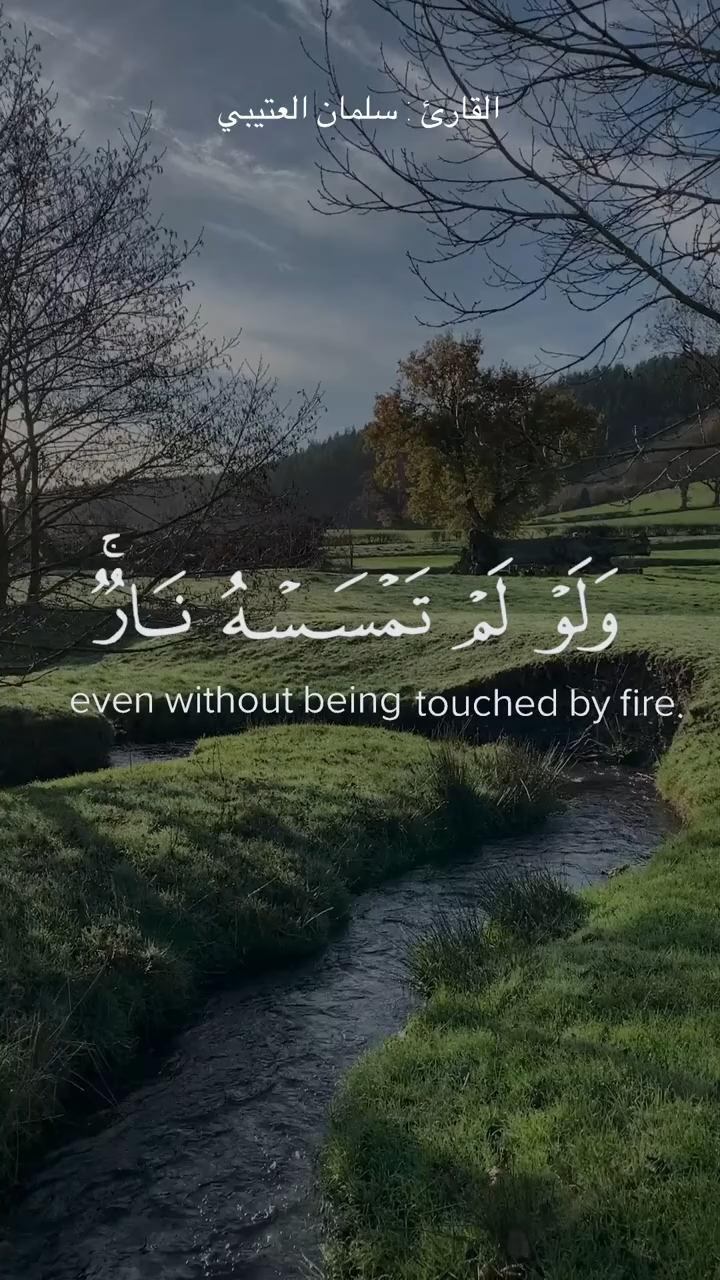 القارئ : سلمان العتيبي
وَلَوۡ لَمۡ تَمۡسَسۡهُ نَارٌۚ
even without being touched by fire.